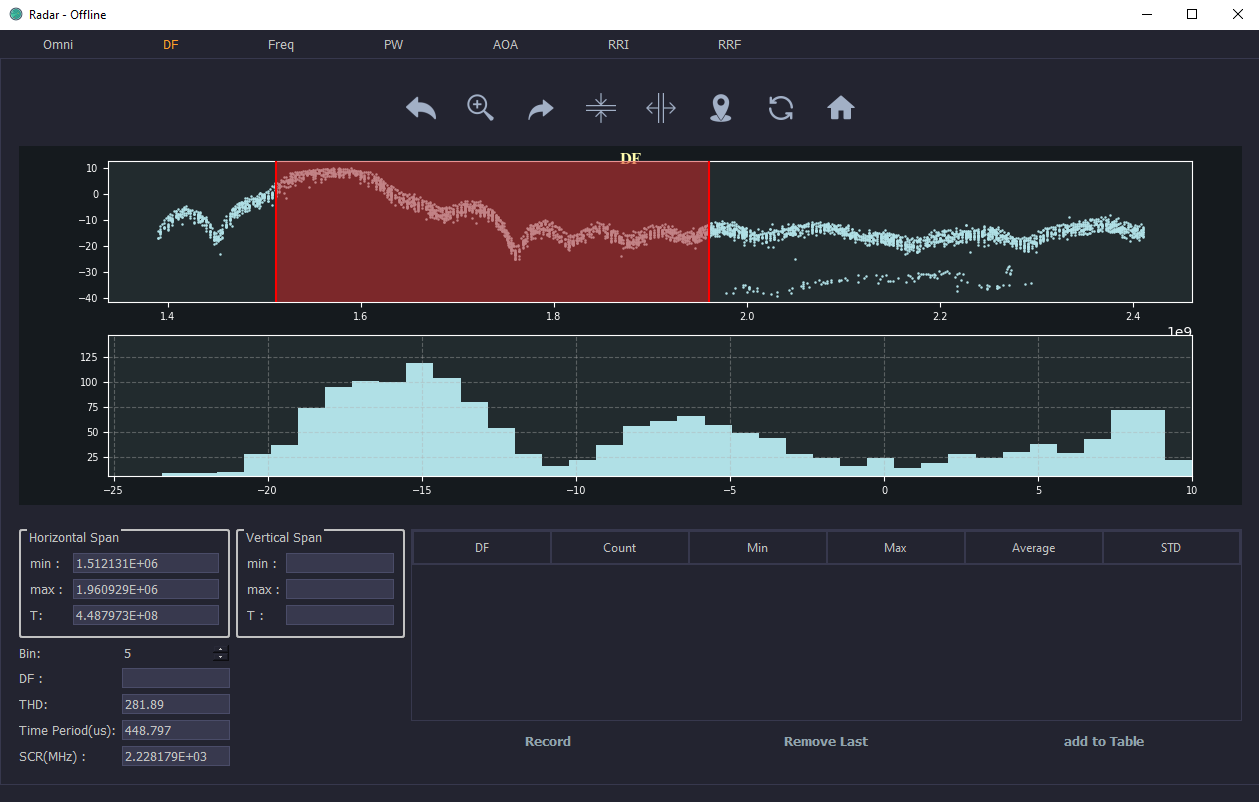 Radar - Offline
Omni DF Freq PW AOA RRI RRF
DF
10
0
−10
−20
−30
−40
1.4 1.6 1.8 2.0 2.2 2.4
1e9
125
100
75
50
25
−25 −20 −15 −10 −5 0 5 10
Horizontal Span
min : 1.512131E+06
max : 1.960929E+06
T: 4.487973E+08
Vertical Span
min :
max :
T :
DF Count Min Max Average STD
Bin: 5
DF :
THD: 281.89
Time Period(us): 448.797
SCR(MHz) : 2.228179E+03
Record Remove Last add to Table